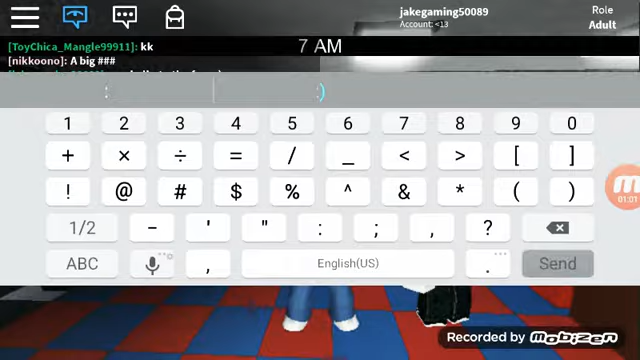 jakegaming50089
Account: <13
Role
Adult
7 AM
[ToyChica_Mangle99911]: kk
[nikkoono]: A big ###
: :)
1 2 3 4 5 6 7 8 9 0
+ × ÷ = / _ < > [ ]
! @ # $ % ^ & * ( )
1/2 - ' " : ; , ?
ABC , English(US) . Send
M
01:01
Recorded by Mobizen